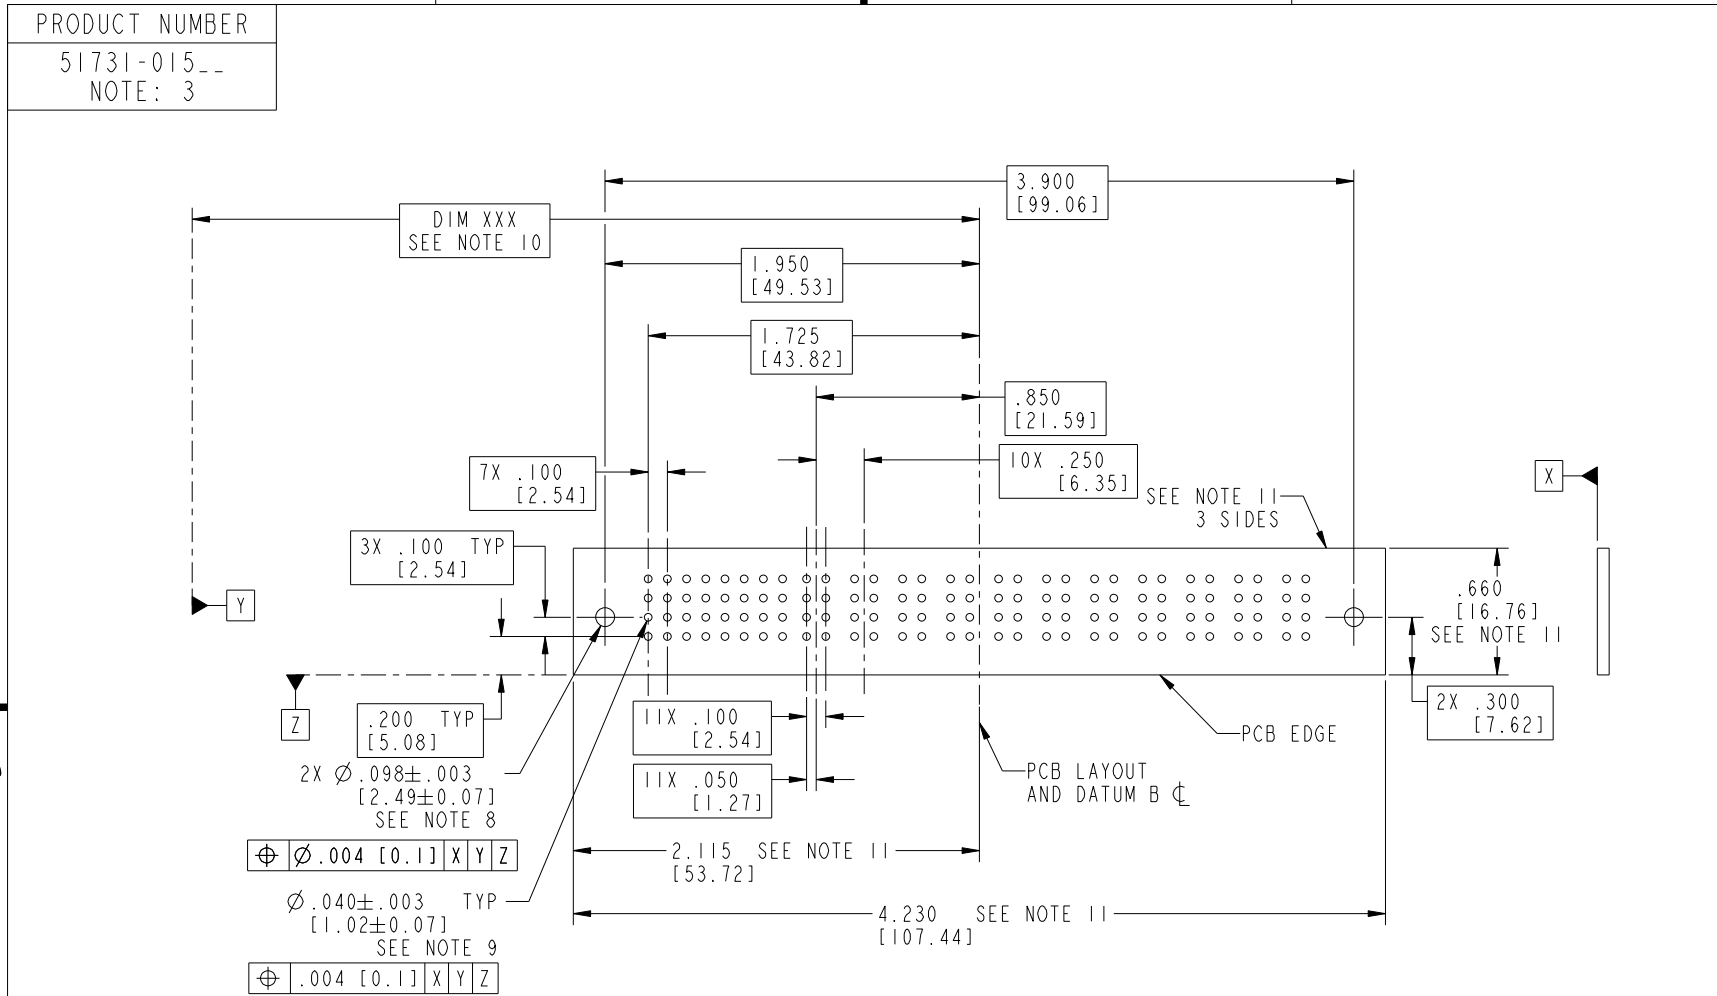 PRODUCT NUMBER
51731-015__
NOTE: 3
3.900
[99.06]
DIM XXX
SEE NOTE 10
1.950
[49.53]
1.725
[43.82]
.850
[21.59]
7X .100
[2.54]
10X .250
[6.35]
X
SEE NOTE 11
3 SIDES
3X .100 TYP
[2.54]
Y
.660
[16.76]
SEE NOTE 11
Z
.200 TYP
[5.08]
11X .100
[2.54]
2X .300
[7.62]
PCB EDGE
2X Ø .098±.003
[2.49±0.07]
SEE NOTE 8
11X .050
[1.27]
PCB LAYOUT
AND DATUM B ℄
⌖ Ø.004 [0.1] X Y Z
2.115 SEE NOTE 11
[53.72]
Ø.040±.003 TYP
[1.02±0.07]
SEE NOTE 9
4.230 SEE NOTE 11
[107.44]
⌖ .004 [0.1] X Y Z